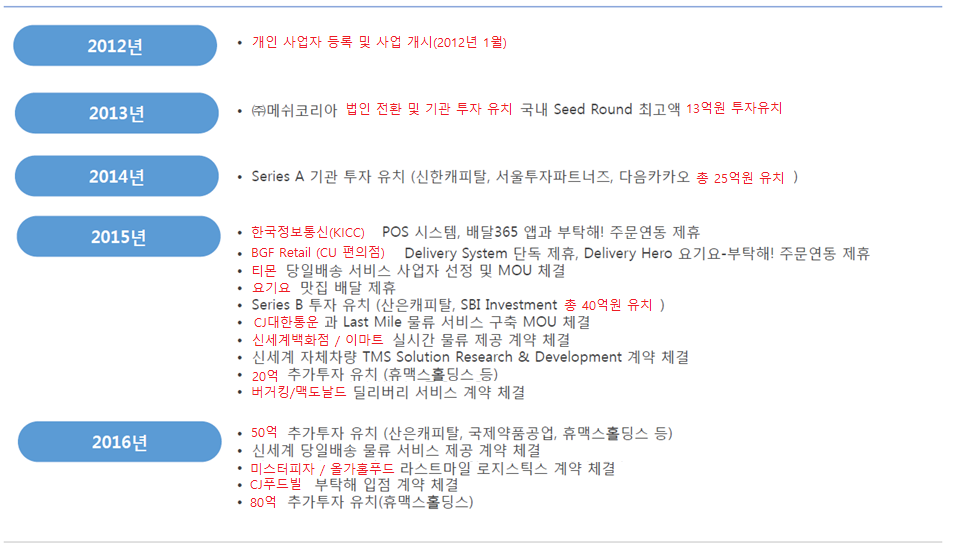 2012년
• 개인 사업자 등록 및 사업 개시(2012년 1월)
2013년
• ㈜메쉬코리아 법인 전환 및 기관 투자 유치 국내 Seed Round 최고액 13억원 투자유치
2014년
• Series A 기관 투자 유치 (신한캐피탈, 서울투자파트너즈, 다음카카오 총 25억원 유치 )
2015년
• 한국정보통신(KICC) POS 시스템, 배달365 앱과 부탁해! 주문연동 제휴
• BGF Retail (CU 편의점) Delivery System 단독 제휴, Delivery Hero 요기요-부탁해! 주문연동 제휴
• 티몬 당일배송 서비스 사업자 선정 및 MOU 체결
• 요기요 맛집 배달 제휴
• Series B 투자 유치 (산은캐피탈, SBI Investment 총 40억원 유치 )
• CJ대한통운 과 Last Mile 물류 서비스 구축 MOU 체결
• 신세계백화점 / 이마트 실시간 물류 제공 계약 체결
• 신세계 자체차량 TMS Solution Research & Development 계약 체결
• 20억 추가투자 유치 (휴맥스홀딩스 등)
• 버거킹/맥도날드 딜리버리 서비스 계약 체결
2016년
• 50억 추가투자 유치 (산은캐피탈, 국제약품공업, 휴맥스홀딩스 등)
• 신세계 당일배송 물류 서비스 제공 계약 체결
• 미스터피자 / 올가홀푸드 라스트마일 로지스틱스 계약 체결
• CJ푸드빌 부탁해 입점 계약 체결
• 80억 추가투자 유치(휴맥스홀딩스)